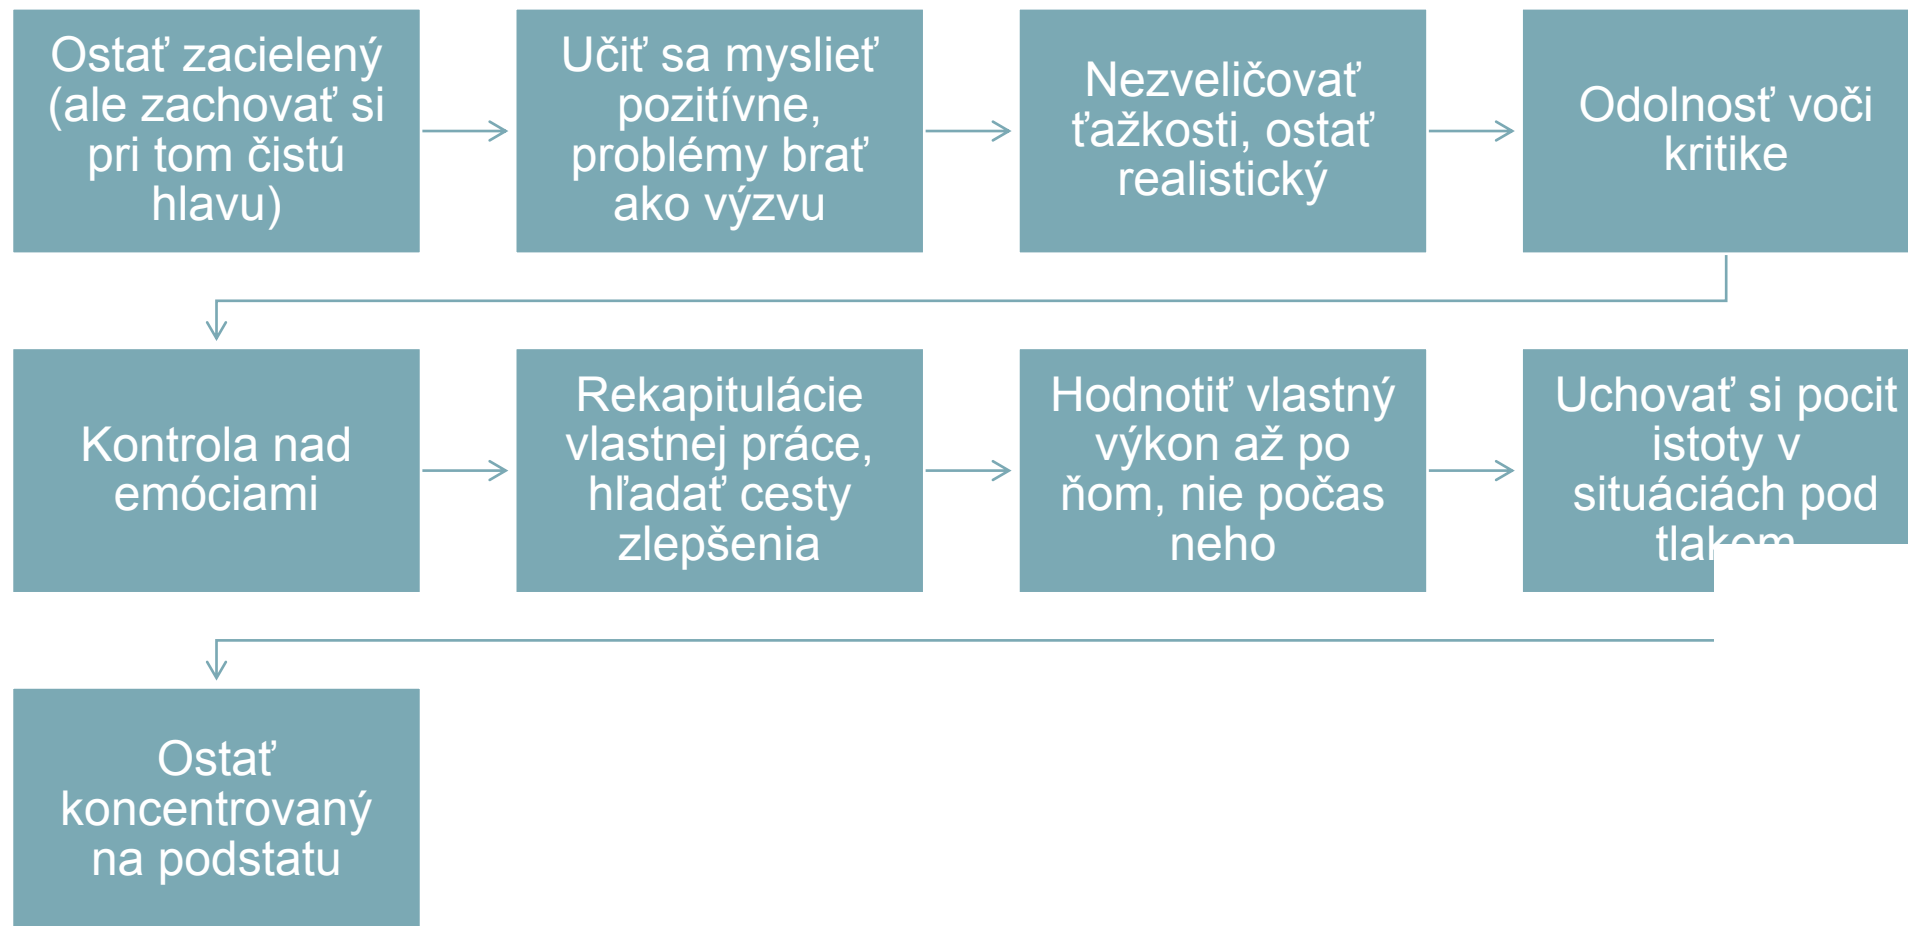 Ostať zacielený
(ale zachovať si
pri tom čistú
hlavu)
Učiť sa myslieť
pozitívne,
problémy brať
ako výzvu
Nezveličovať
ťažkosti, ostať
realistický
Odolnosť voči
kritike
Kontrola nad
emóciami
Rekapitulácie
vlastnej práce,
hľadať cesty
zlepšenia
Hodnotiť vlastný
výkon až po
ňom, nie počas
neho
Uchovať si pocit
istoty v
situáciách pod
tlakom
Ostať
koncentrovaný
na podstatu